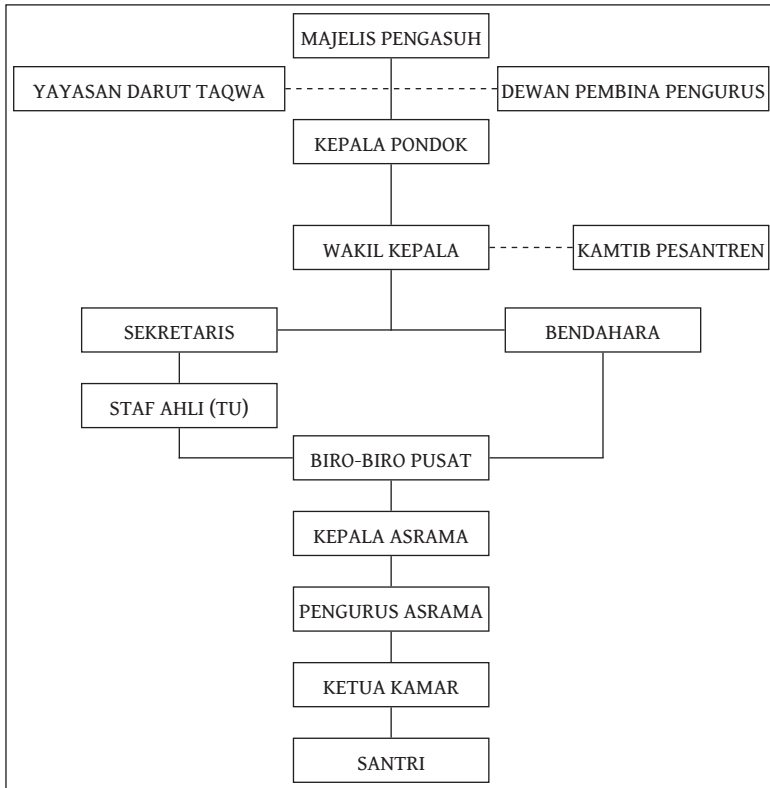 MAJELIS PENGASUH
YAYASAN DARUT TAQWA
DEWAN PEMBINA PENGURUS
KEPALA PONDOK
WAKIL KEPALA
KAMTIB PESANTREN
SEKRETARIS
BENDAHARA
STAF AHLI (TU)
BIRO-BIRO PUSAT
KEPALA ASRAMA
PENGURUS ASRAMA
KETUA KAMAR
SANTRI